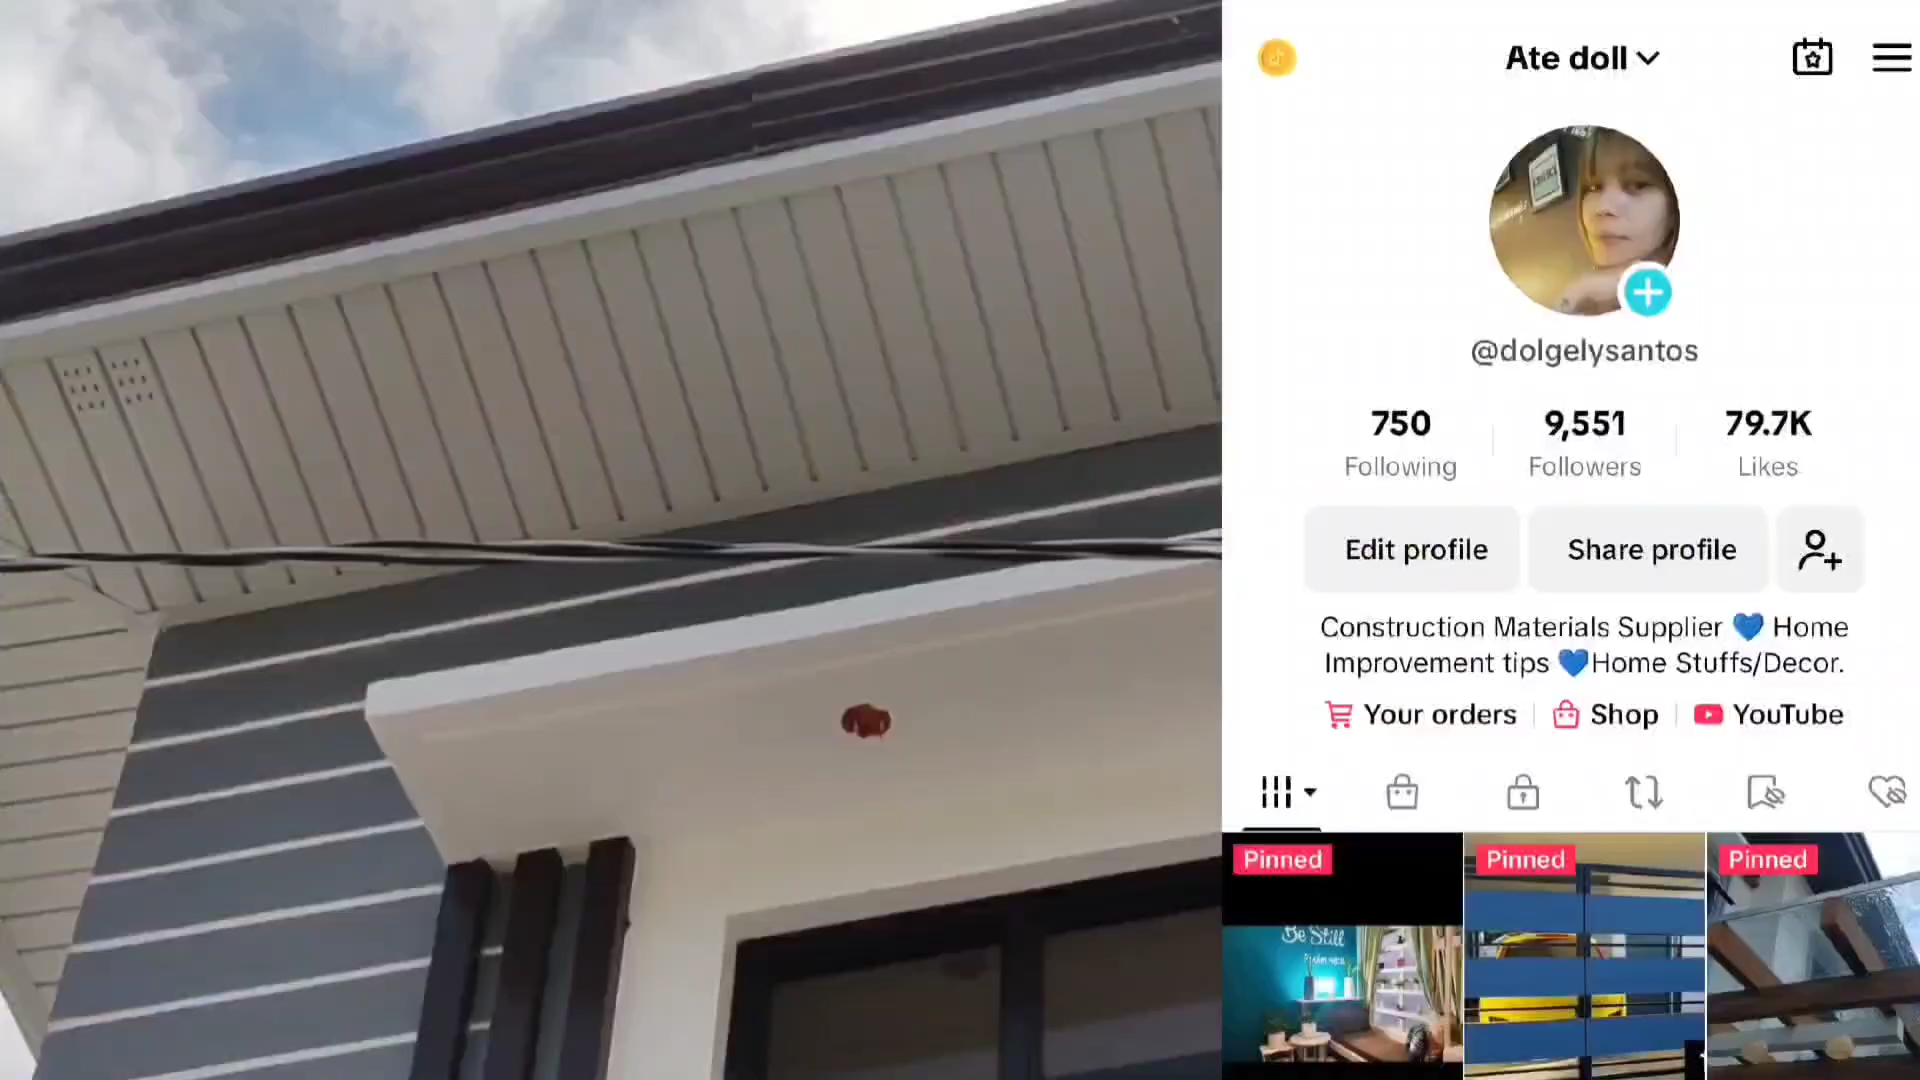 Ate doll
@dolgelysantos
750 9,551 79.7K
Following Followers Likes
Edit profile Share profile
Construction Materials Supplier 💙 Home
Improvement tips 💙Home Stuffs/Decor.
Your orders Shop YouTube
Pinned Pinned Pinned
Be Still